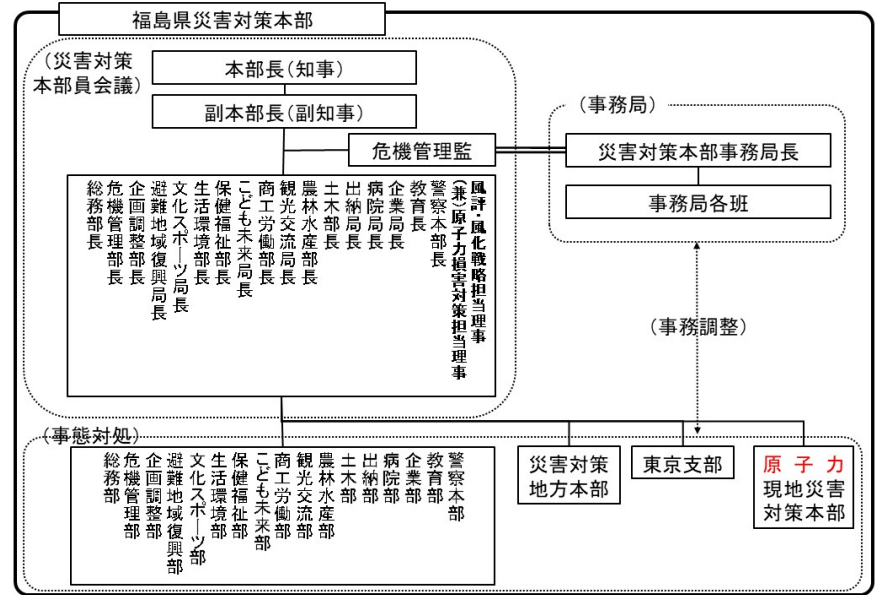 福島県災害対策本部
(災害対策
本部員会議)
本部長(知事)
副本部長(副知事)
危機管理監
(事務局)
災害対策本部事務局長
事務局各班
(事務調整)
風評・風化戦略担当理事
(兼)原子力損害対策担当理事
警察本部長
教育長
企業局長
病院局長
出納局長
土木部長
農林水産部長
観光交流局長
商工労働部長
こども未来局長
保健福祉部長
生活環境部長
文化スポーツ局長
避難地域復興局長
企画調整部長
危機管理部長
総務部長
(事態対処)
警察本部
教育部
企業部
病院部
出納部
土木部
農林水産部
観光交流部
商工労働部
こども未来部
保健福祉部
生活環境部
文化スポーツ部
避難地域復興部
企画調整部
危機管理部
総務部
災害対策
地方本部
東京支部
原子力
現地災害
対策本部